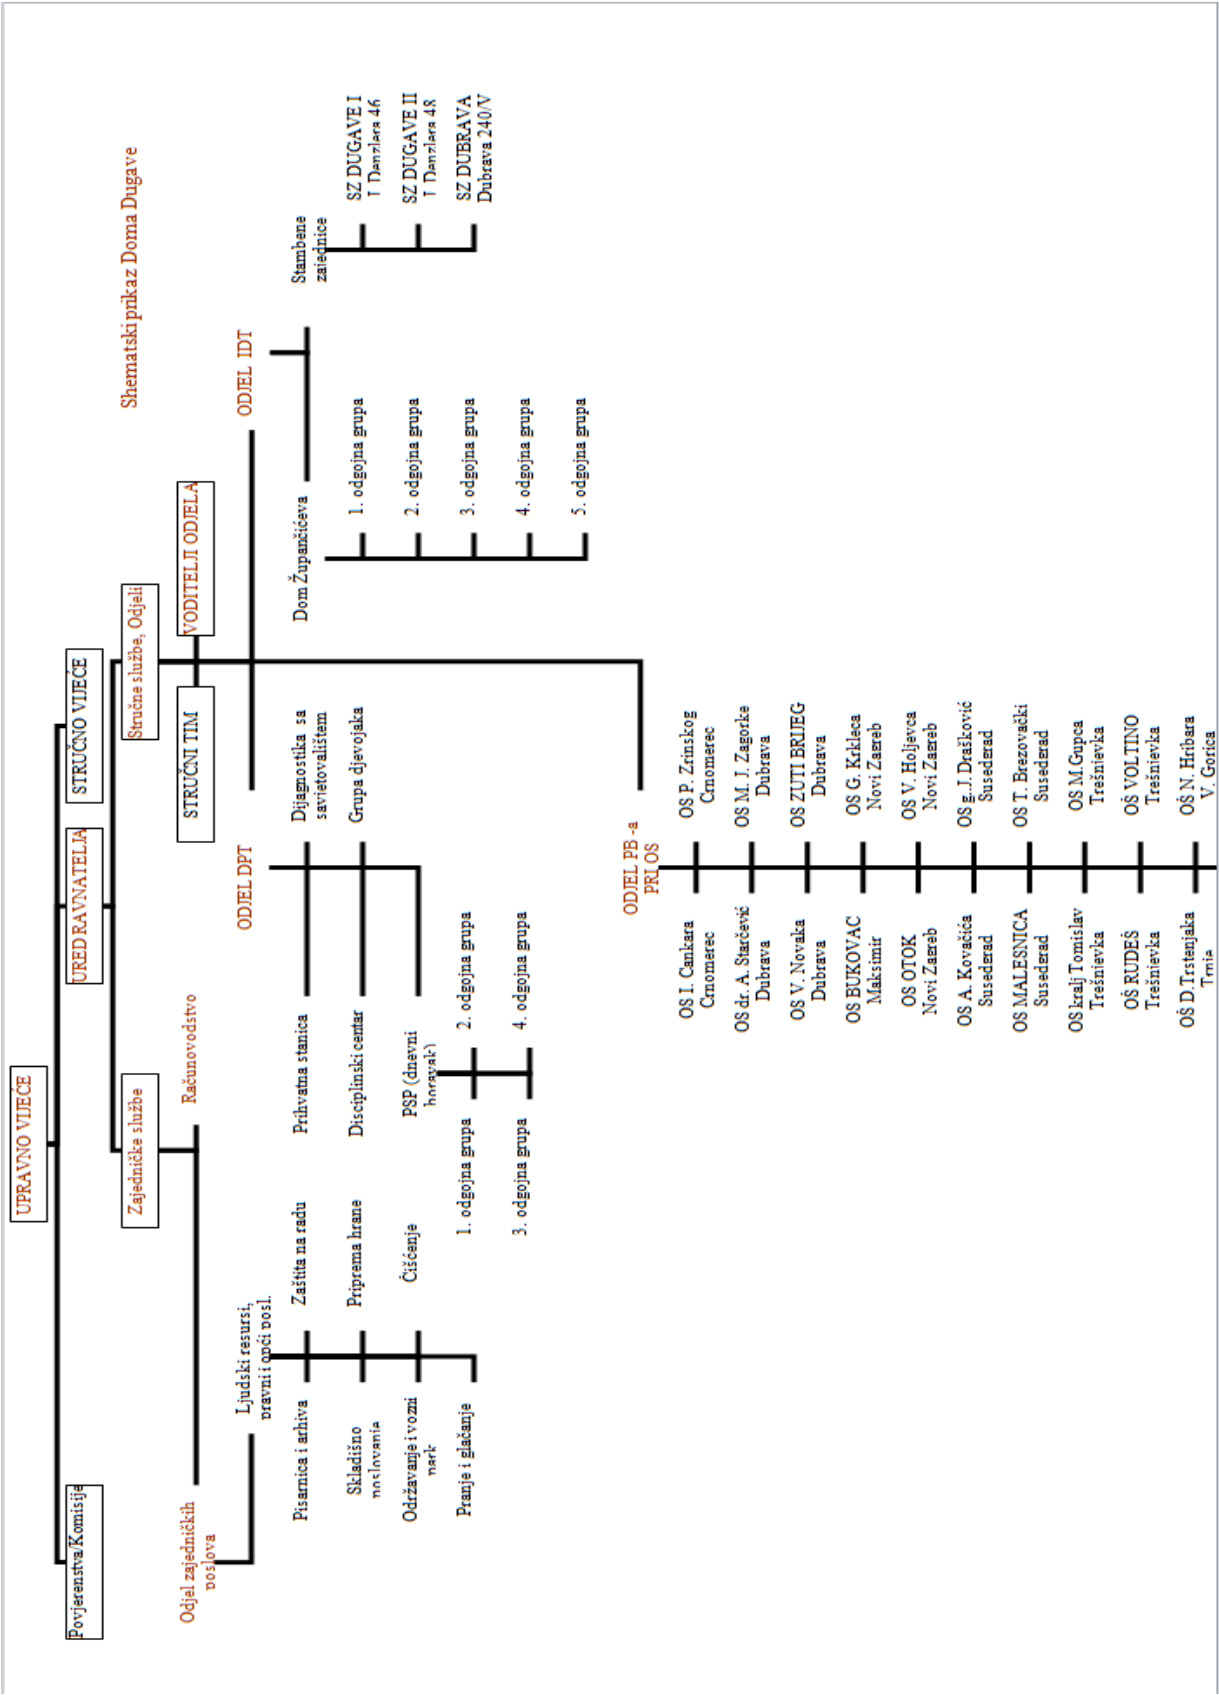 Shematski prikaz Doma Dugave
UPRAVNO VIJEĆE
Povjerenstva/Komisije
URED RAVNATELJA
STRUČNO VIJEĆE
Zajedničke službe
Stručne službe, Odjeli
Odjel zajedničkih
poslova
Računovodstvo
STRUČNI TIM
VODITELJI ODJELA
Ljudski resursi,
pravni i opći posl.
ODJEL DPT
ODJEL IDT
Pisarnica i arhiva
Zaštita na radu
Skladišno
poslovanje
Priprema hrane
Održavanje i vozni
park
Čišćenje
Pranje i glačanje
Prihvatna stanica
Dijagnostika sa
savjetovalištem
Disciplinski centar
Grupa djevojaka
PSP (dnevni
boravak)
1. odgojna grupa
2. odgojna grupa
3. odgojna grupa
4. odgojna grupa
Dom Župančićeva
1. odgojna grupa
2. odgojna grupa
3. odgojna grupa
4. odgojna grupa
5. odgojna grupa
Stambene
zajednice
SZ DUGAVE I
SZ DUGAVE II
SZ DUBRAVA
Dubrava 240/V
ODJEL PB -a
PRI OS
OS I. Cankara
Crnomerec
OS P. Zrinskog
Crnomerec
OS dr. A. Starčević
Dubrava
OS M. J. Zagorke
Dubrava
OS V. Novaka
Dubrava
OS ZUTI BRIJEG
Dubrava
OS BUKOVAC
Maksimir
OS G. Krkleca
Novi Zagreb
OS OTOK
Novi Zagreb
OS V. Holjevca
Novi Zagreb
OS A. Kovačića
Susedgrad
OS g..J. Drašković
Susedgrad
OS MALESNICA
Susedgrad
OS T. Brezovački
Susedgrad
OS kralj Tomislav
Trešnjevka
OS M.Gupca
Trešnjevka
OŠ RUDEŠ
Trešnjevka
OŠ VOLTINO
Trešnjevka
OŠ D.Trstenjaka
Trnje
OŠ N. Hribara
V. Gorica